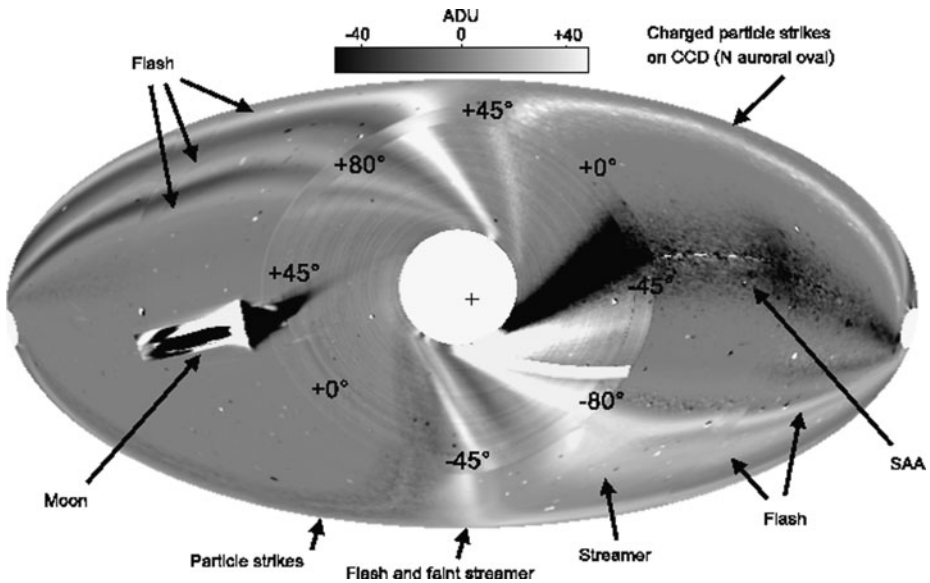 ADU
-40
0
+40
Flash
Charged particle strikes
on CCD (N auroral oval)
+45°
+80°
+0°
+45°
-45°
+0°
-80°
-45°
Moon
SAA
Flash
Streamer
Particle strikes
Flash and faint streamer